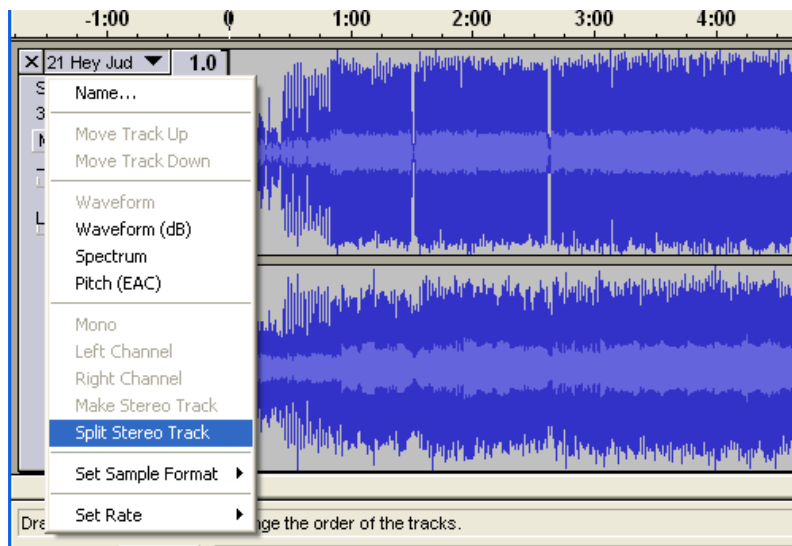 -1:00 0 1:00 2:00 3:00 4:00
X 21 Hey Jud 1.0
S
3
Name...
Move Track Up
Move Track Down
Waveform
Waveform (dB)
L
Spectrum
Pitch (EAC)
Mono
Left Channel
Right Channel
Make Stereo Track
Split Stereo Track
Set Sample Format
Set Rate
Dra
ge the order of the tracks.